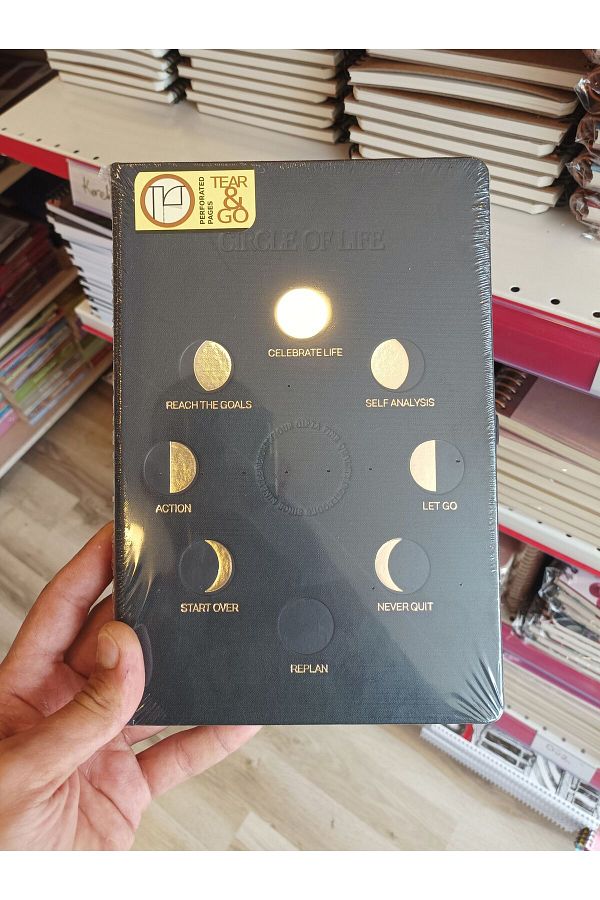 PERFORATED
PAGES
TEAR
&
GO
CIRCLE OF LIFE
CELEBRATE LIFE
REACH THE GOALS
SELF ANALYSIS
ACTION
LET GO
START OVER
NEVER QUIT
REPLAN